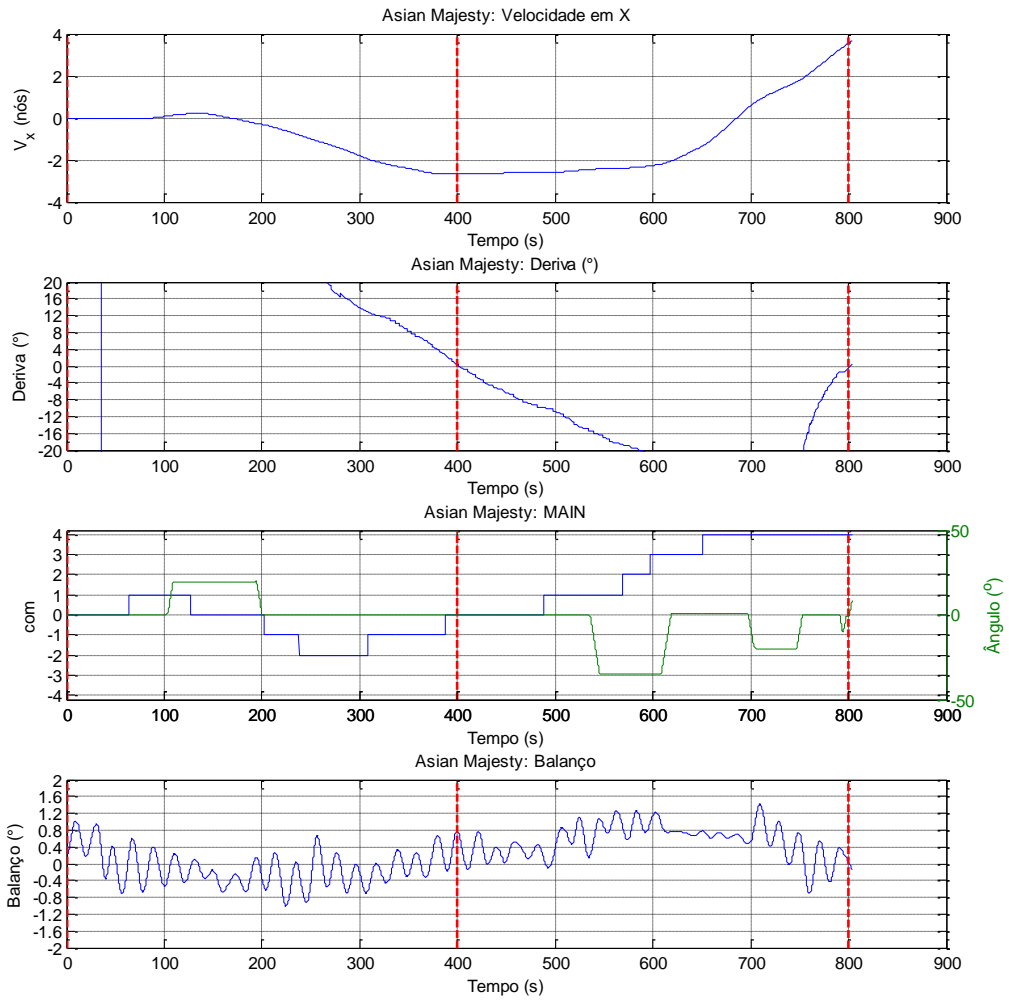 Asian Majesty: Velocidade em X
4
2
0
-2
-4
V_x (nós)
0 100 200 300 400 500 600 700 800 900
Tempo (s)
Asian Majesty: Deriva (°)
20
16
12
8
4
0
-4
-8
-12
-16
-20
Deriva (°)
0 100 200 300 400 500 600 700 800 900
Tempo (s)
Asian Majesty: MAIN
4
3
2
1
0
-1
-2
-3
-4
com
50
0
-50
Ângulo (º)
0 100 200 300 400 500 600 700 800 900
Tempo (s)
Asian Majesty: Balanço
2
1.6
1.2
0.8
0.4
0
-0.4
-0.8
-1.2
-1.6
-2
Balanço (°)
0 100 200 300 400 500 600 700 800 900
Tempo (s)